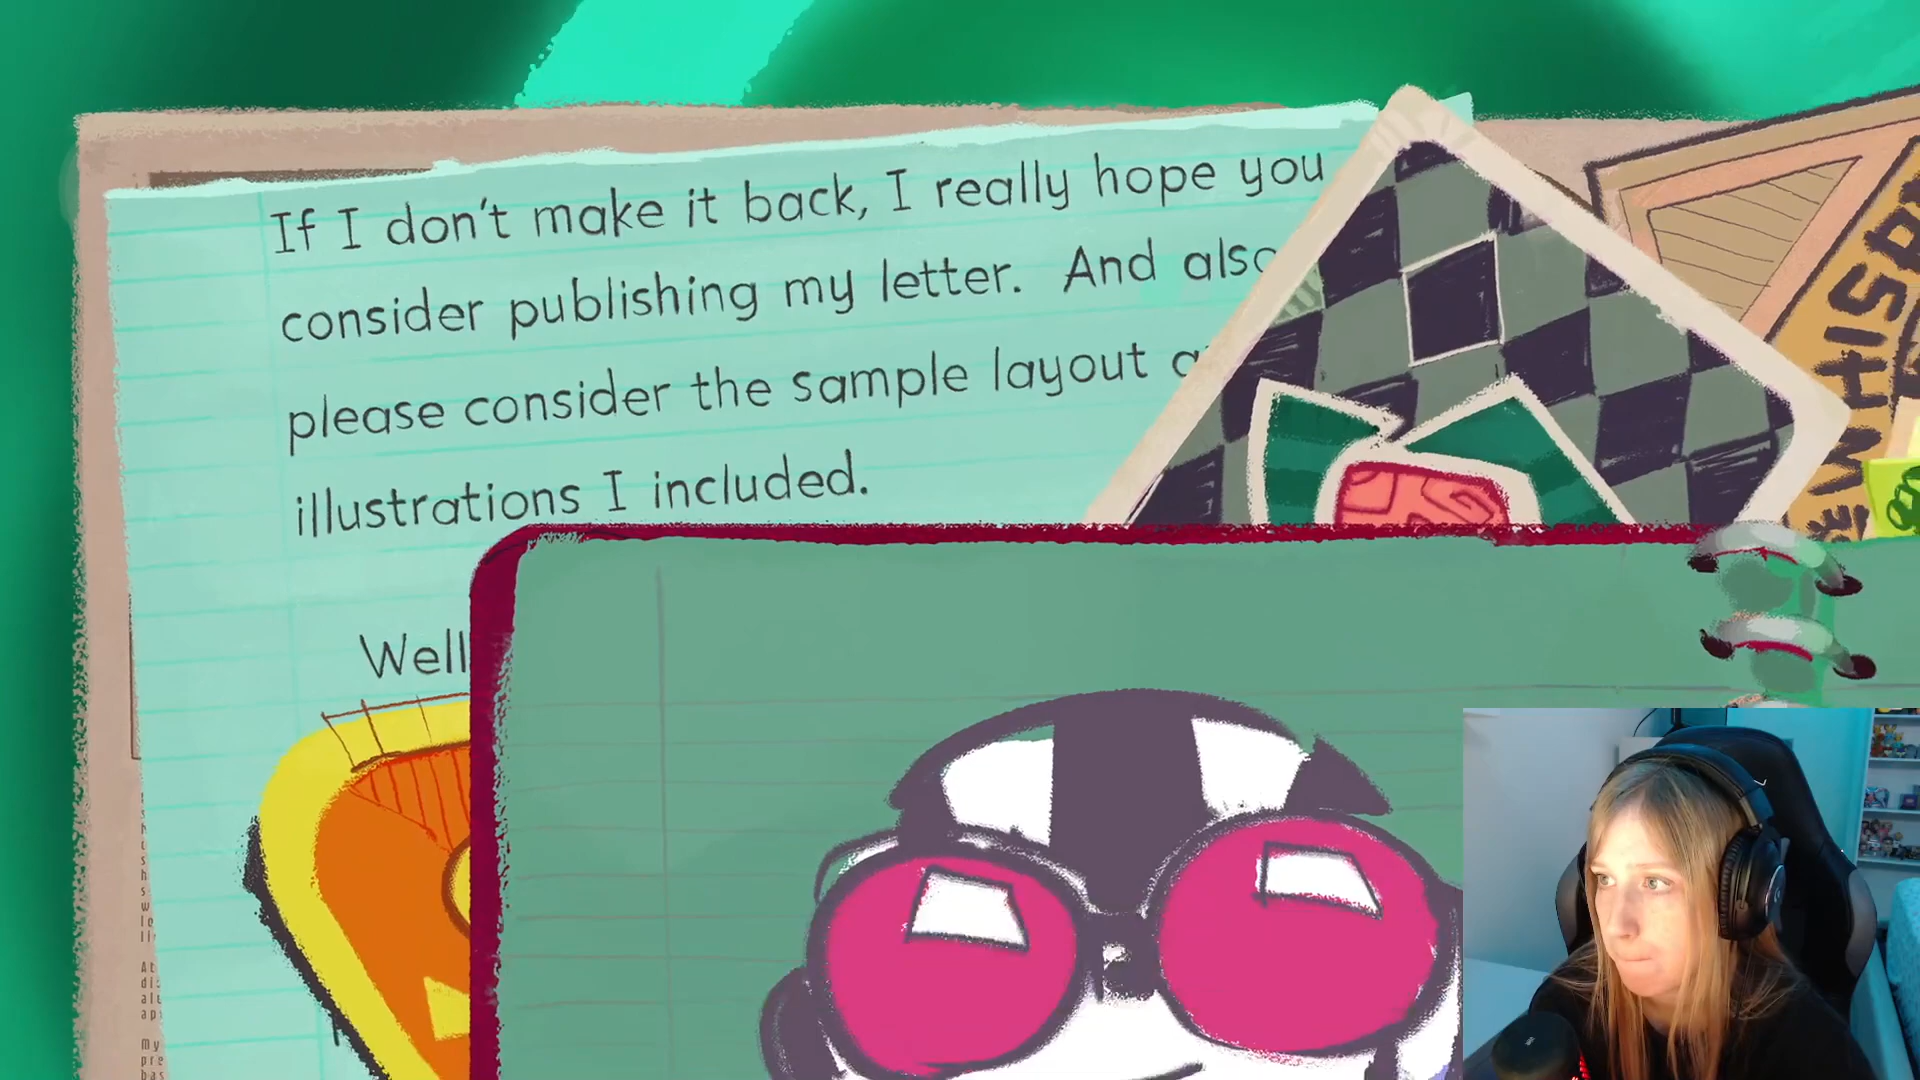 If I don't make it back, I really hope you
consider publishing my letter. And also
please consider the sample layout
illustrations I included.
Well